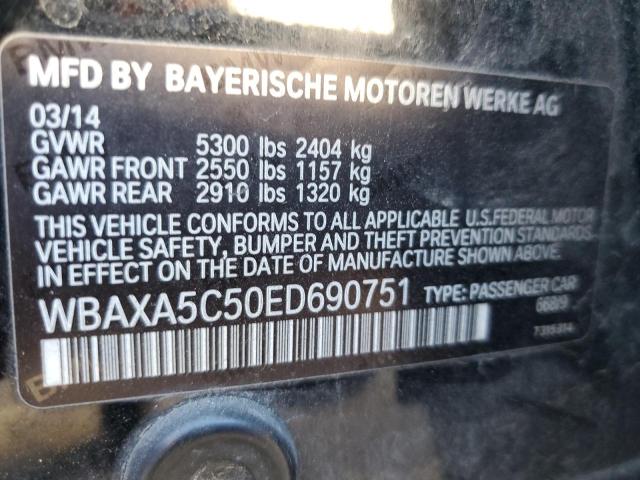 MFD BY BAYERISCHE MOTOREN WERKE AG
03/14
GVWR 5300 lbs 2404 kg
GAWR FRONT 2550 lbs 1157 kg
GAWR REAR 2910 lbs 1320 kg
THIS VEHICLE CONFORMS TO ALL APPLICABLE U.S.FEDERAL MOTOR
VEHICLE SAFETY, BUMPER AND THEFT PREVENTION STANDARDS
IN EFFECT ON THE DATE OF MANUFACTURE SHOWN ABOVE.
WBAXA5C50ED690751 TYPE: PASSENGER CAR